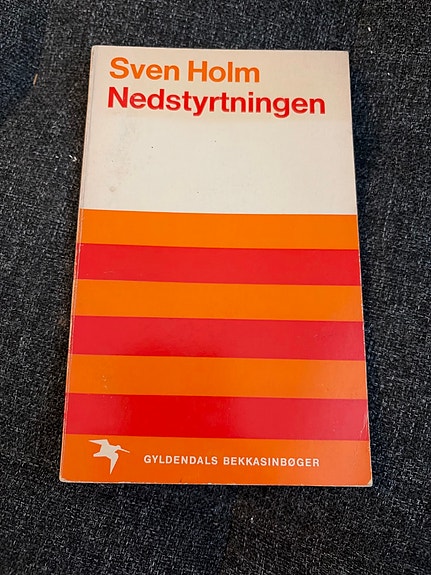 Sven Holm
Nedstyrtningen
GYLDENDALS BEKKASINBØGER